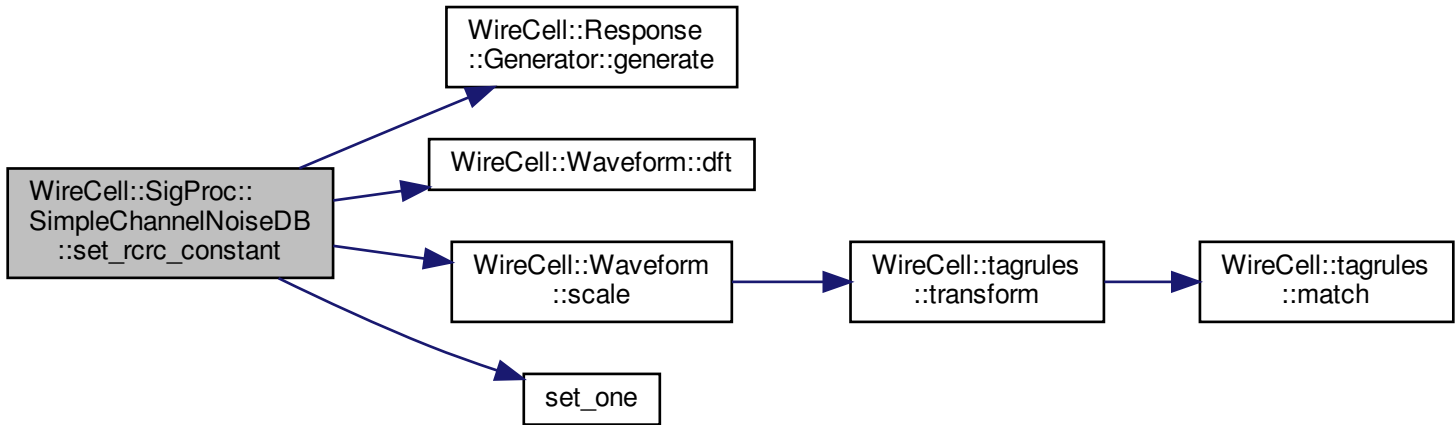 WireCell::Response
::Generator::generate
WireCell::Waveform::dft
WireCell::SigProc::
SimpleChannelNoiseDB
::set_rcrc_constant
WireCell::Waveform
::scale
WireCell::tagrules
::transform
WireCell::tagrules
::match
set_one